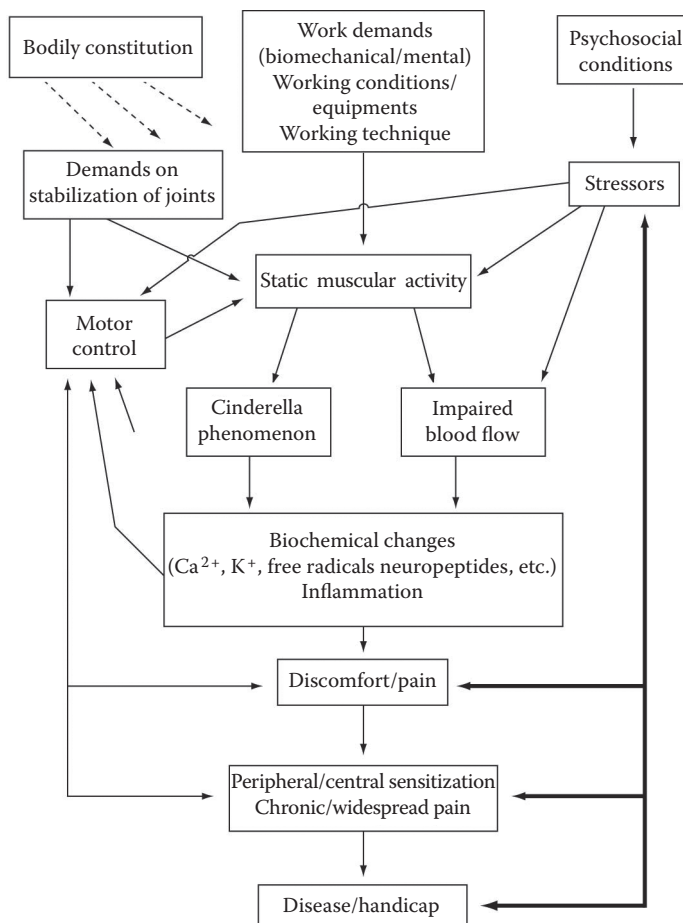 Bodily constitution
Work demands
(biomechanical/mental)
Working conditions/
equipments
Working technique
Psychosocial
conditions
Demands on
stabilization of joints
Stressors
Static muscular activity
Motor
control
Cinderella
phenomenon
Impaired
blood flow
Biochemical changes
(Ca²⁺, K⁺, free radicals neuropeptides, etc.)
Inflammation
Discomfort/pain
Peripheral/central sensitization
Chronic/widespread pain
Disease/handicap